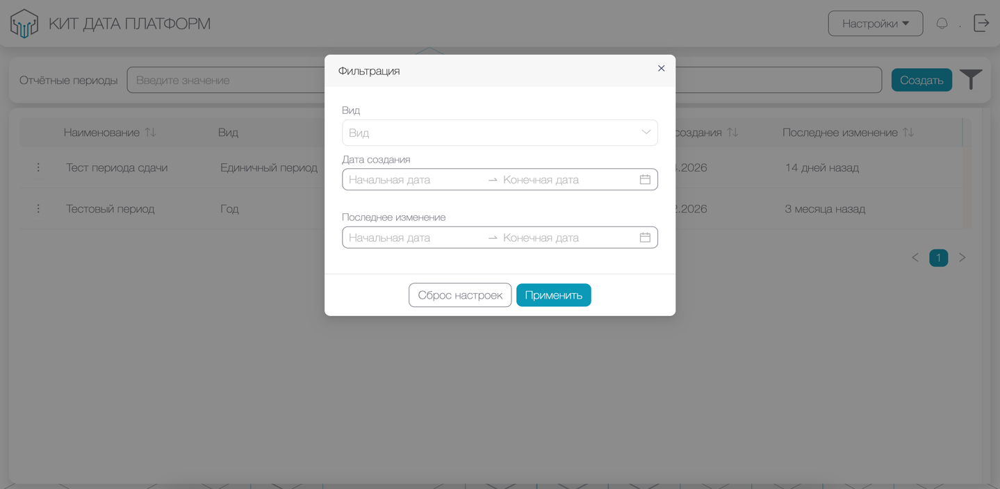 КИТ ДАТА ПЛАТФОРМ
Настройки
Фильтрация
Отчётные периоды
Введите значение
Создать
Вид
Вид
Наименование
Вид
создания
Последнее изменение
Дата создания
Начальная дата
Конечная дата
Тест периода сдачи
Единичный период
.2026
14 дней назад
Последнее изменение
Начальная дата
Конечная дата
Тестовый период
Год
2.2026
3 месяца назад
1
Сброс настроек
Применить